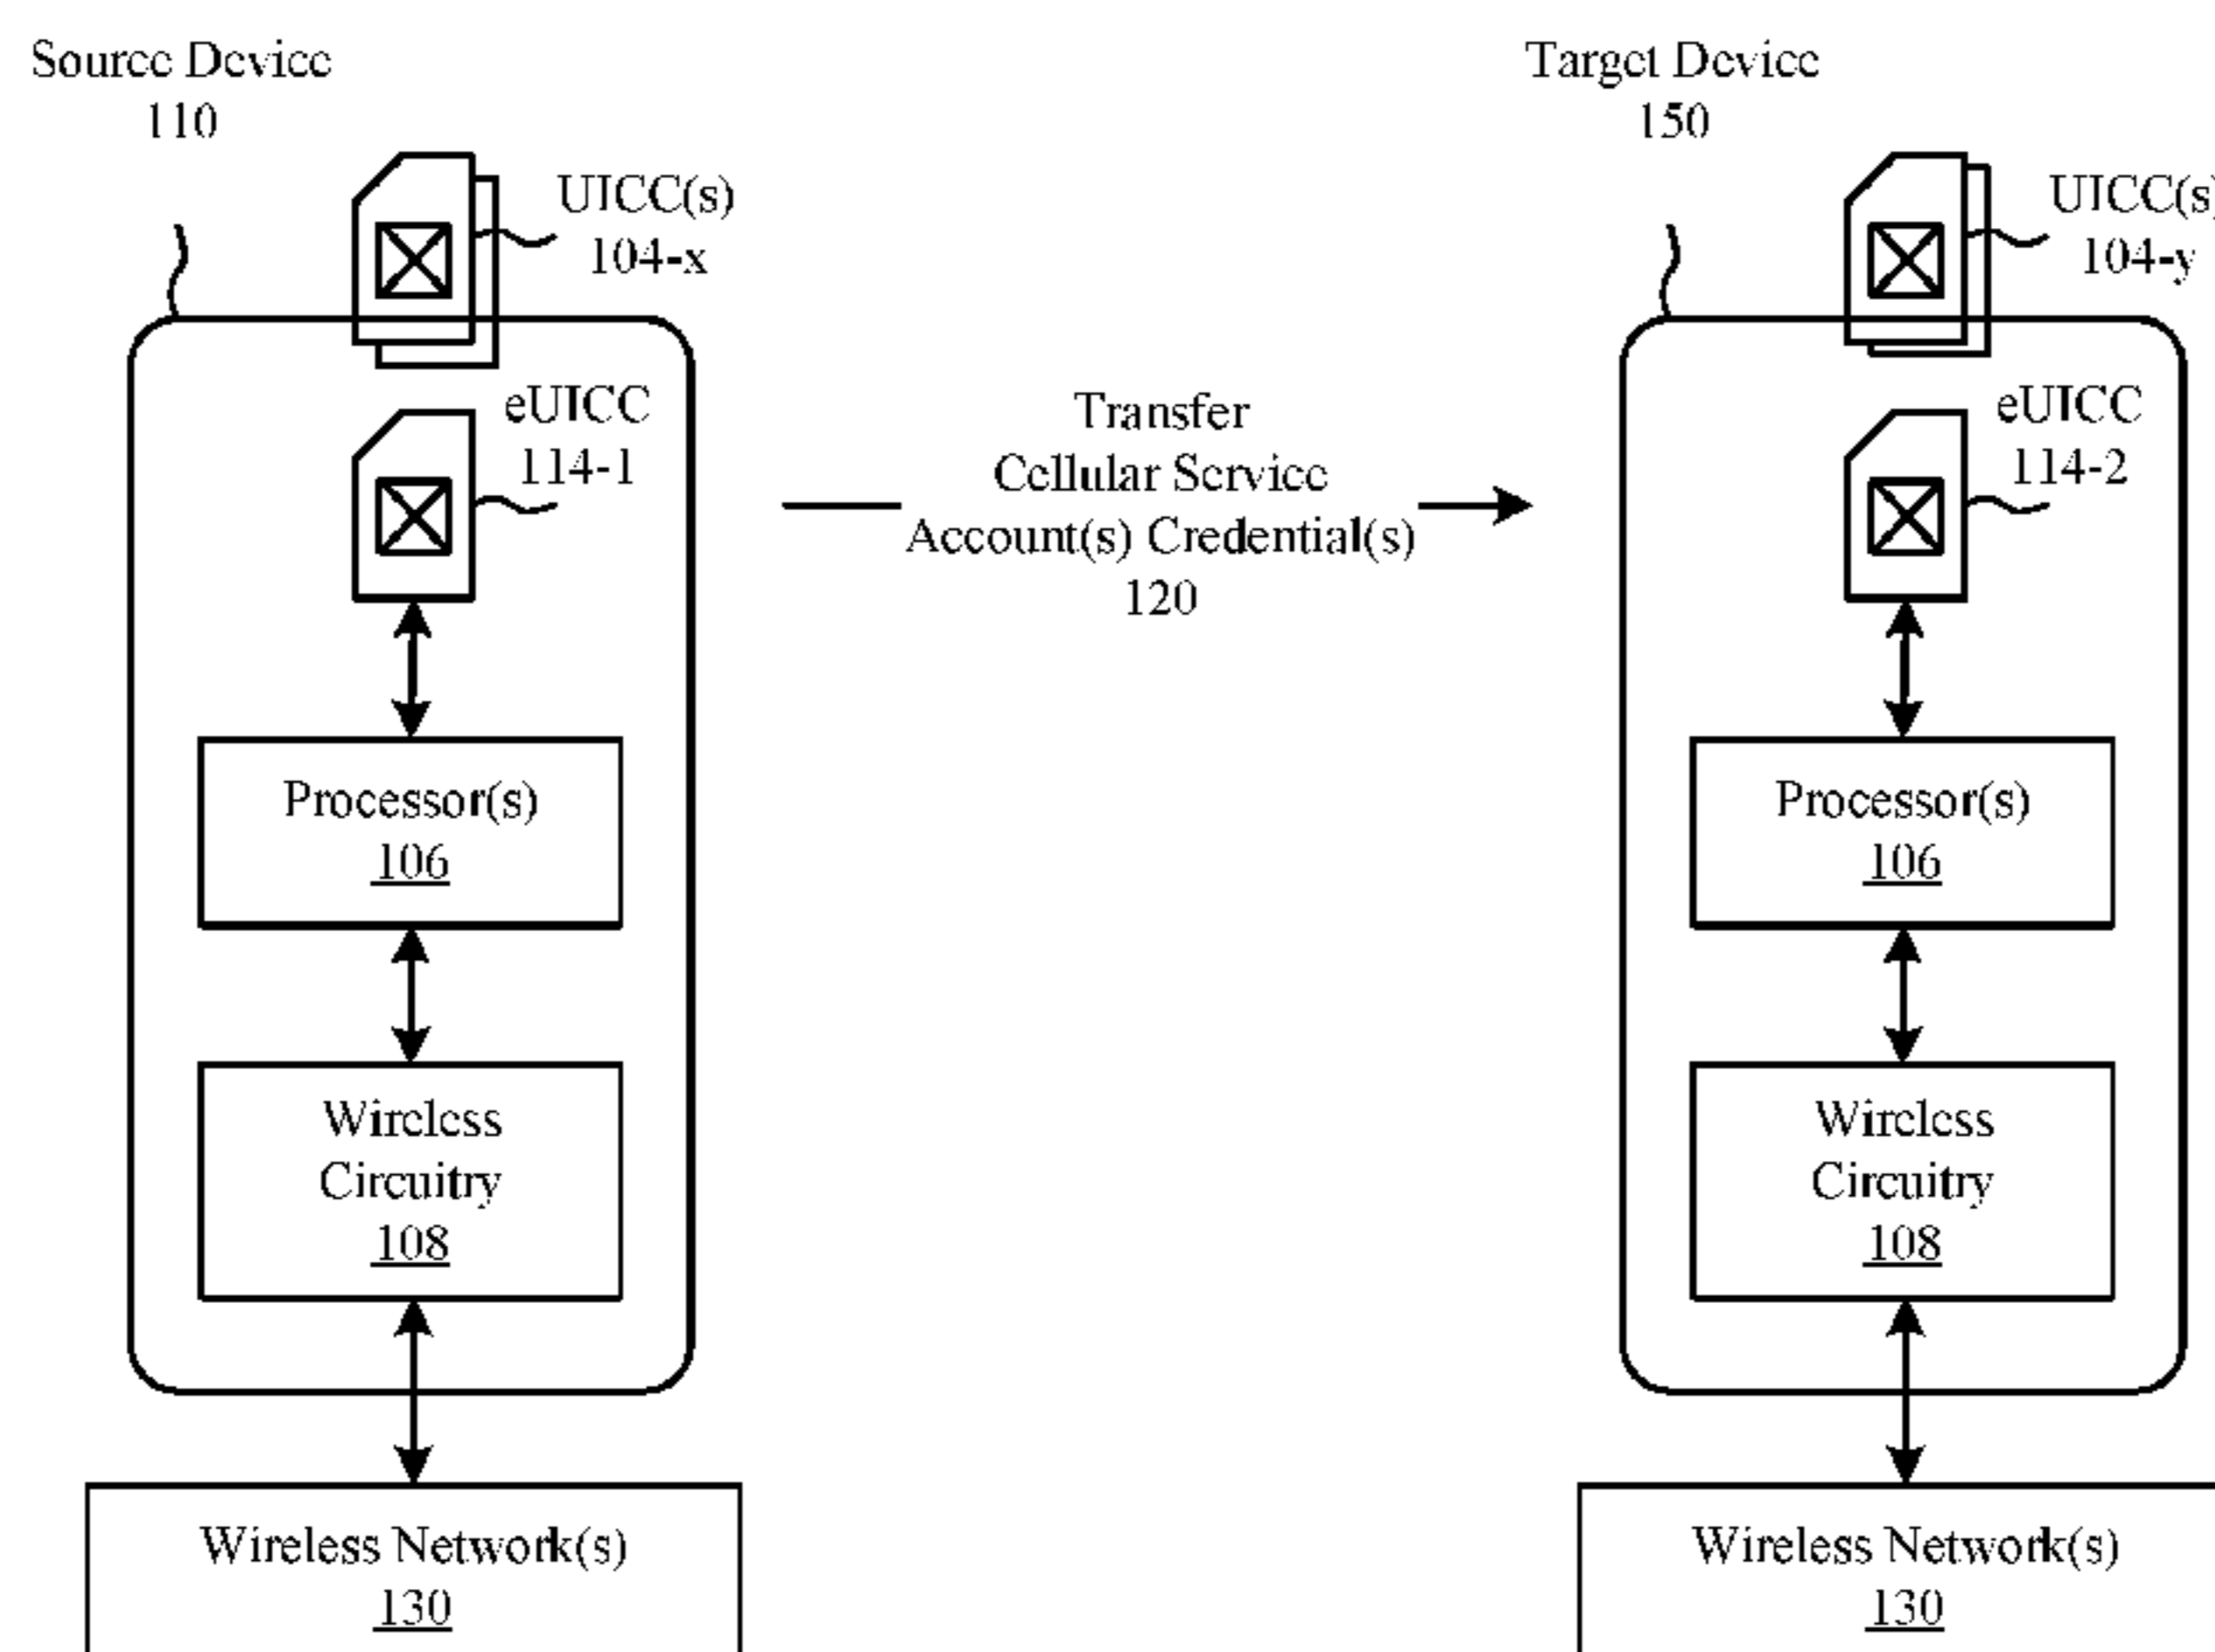 Source Device
110
UICC(s)
104-x
eUICC
114-1
Processor(s)
106
Wireless
Circuitry
108
Wireless Network(s)
130
Transfer
Cellular Service
Account(s) Credential(s)
120
Target Device
150
UICC(s)
104-y
eUICC
114-2
Processor(s)
106
Wireless
Circuitry
108
Wireless Network(s)
130